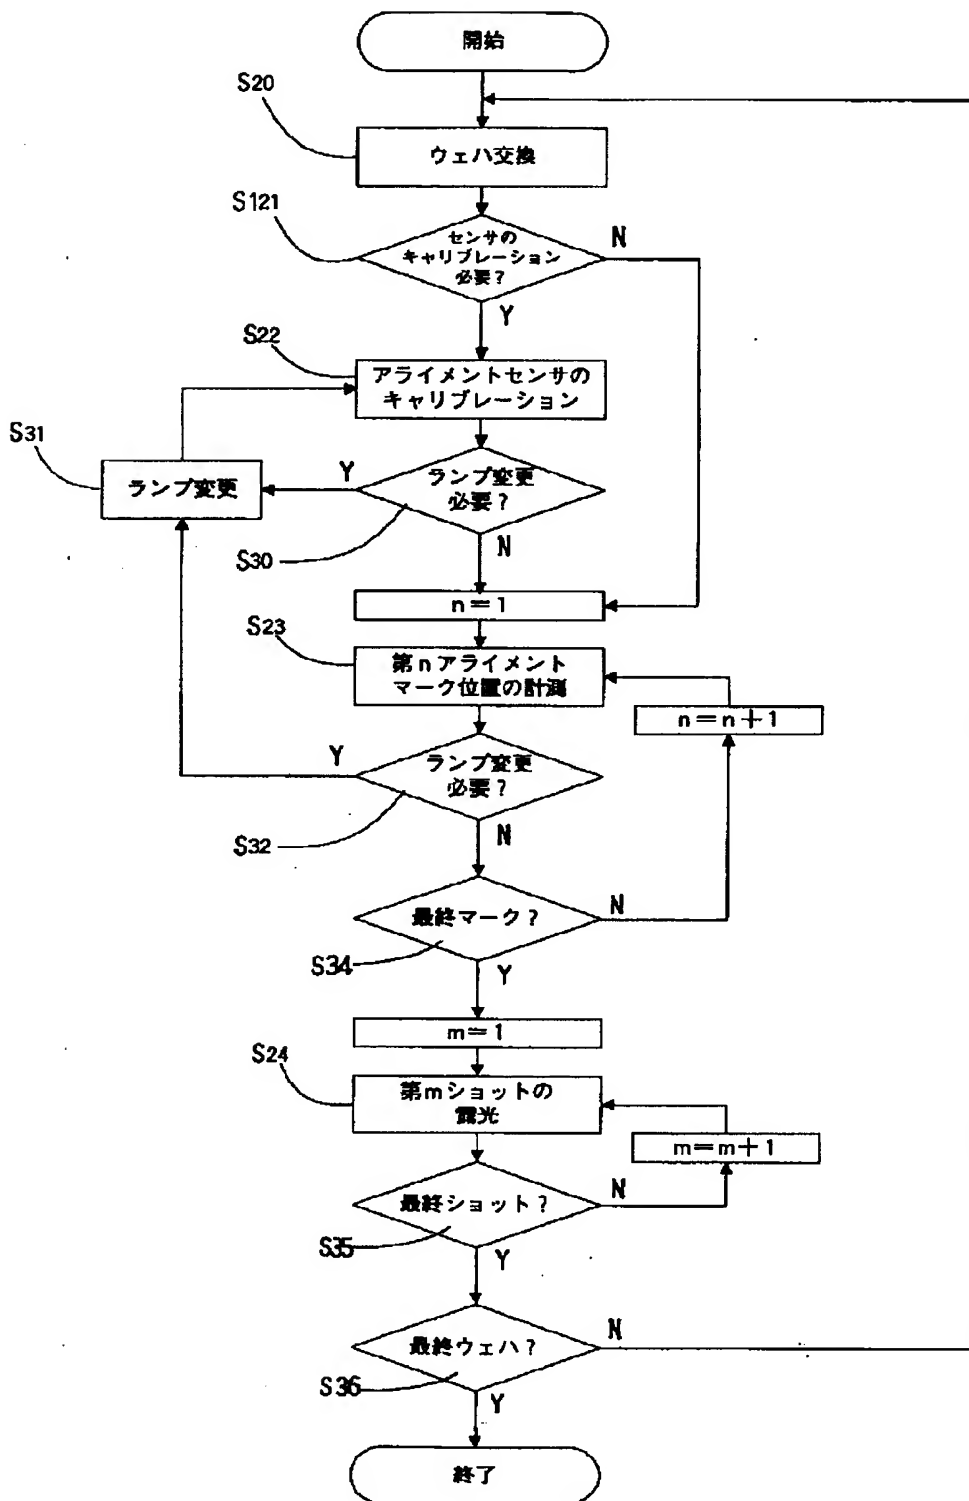 開始
S20
ウェハ交換
S121
センサの
キャリブレーション
必要?
N
Y
S22
アライメントセンサの
キャリブレーション
S31
ランプ変更
Y
ランプ変更
必要?
S30
N
n=1
S23
第nアライメント
マーク位置の計測
n=n+1
Y
ランプ変更
必要?
S32
N
最終マーク?
N
S34
Y
m=1
S24
第mショットの
露光
m=m+1
最終ショット?
N
S35
Y
最終ウェハ?
N
S36
Y
終了